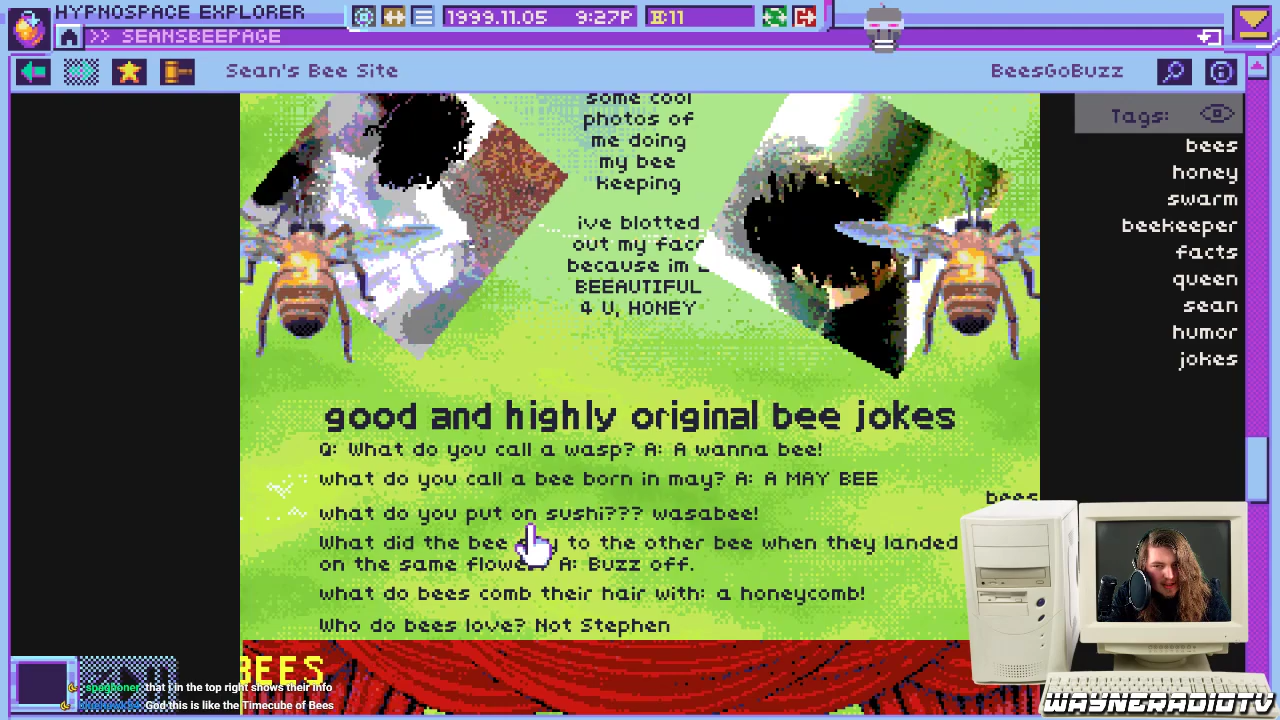 HYPNOSPACE EXPLORER
1999.11.05 9:27P
:11
>> SEANSBEEPAGE
Sean's Bee Site
BeesGoBuzz
Tags:
bees
honey
swarm
beekeeper
facts
queen
sean
humor
jokes
some cool
photos of
me doing
my bee
keeping
ive blotted
out my face
because im
BEEAUTIFUL
4 U, HONEY
good and highly original bee jokes
Q: What do you call a wasp? A: A wanna bee!
what do you call a bee born in may? A: A MAY BEE
bees
what do you put on sushi??? wasabee!
What did the bee to the other bee when they landed
on the same flower A: Buzz off.
what do bees comb their hair with: a honeycomb!
Who do bees love? Not Stephen
BEES
spaghoner that i in the top right shows their info
God this is like the Timecube of Bees
WAYNERADIOTV